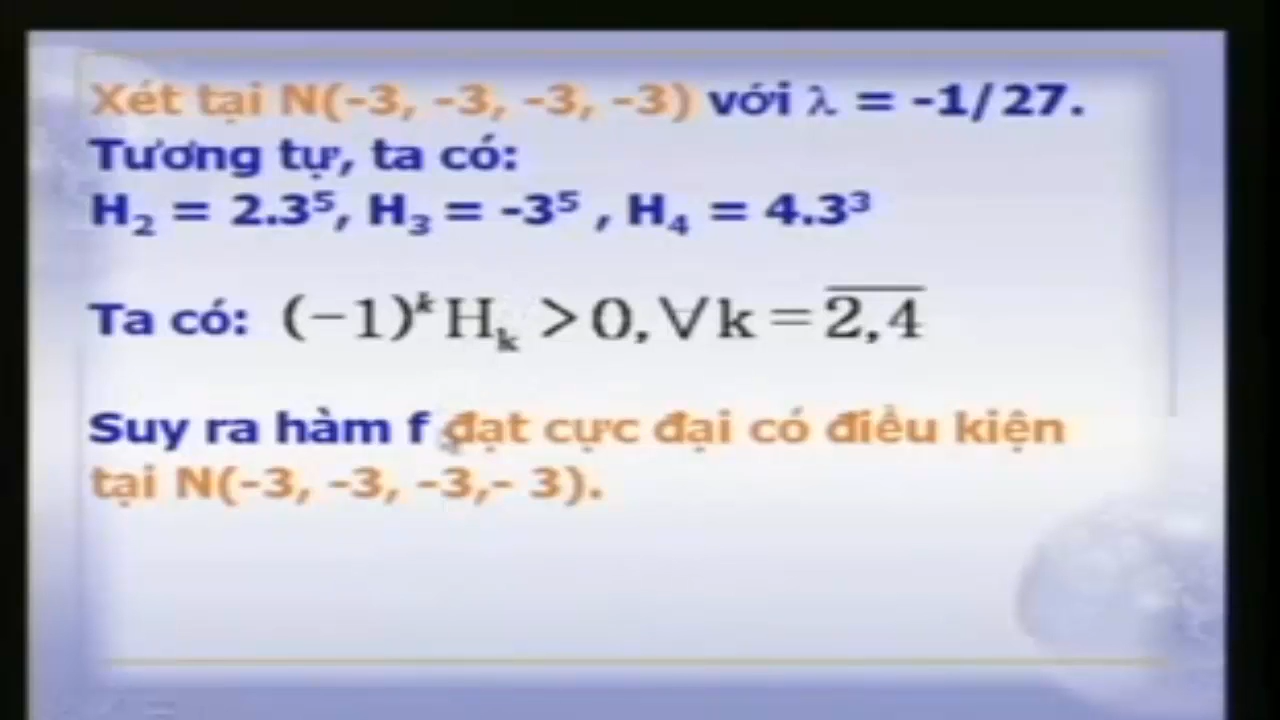 Xét tại N(-3, -3, -3, -3) với λ = -1/27.
Tương tự, ta có:
H₂ = 2.3⁵, H₃ = -3⁵ , H₄ = 4.3³
Ta có: (−1)ᵏHₖ > 0, ∀k = \overline{2,4}
Suy ra hàm f đạt cực đại có điều kiện
tại N(-3, -3, -3,- 3).